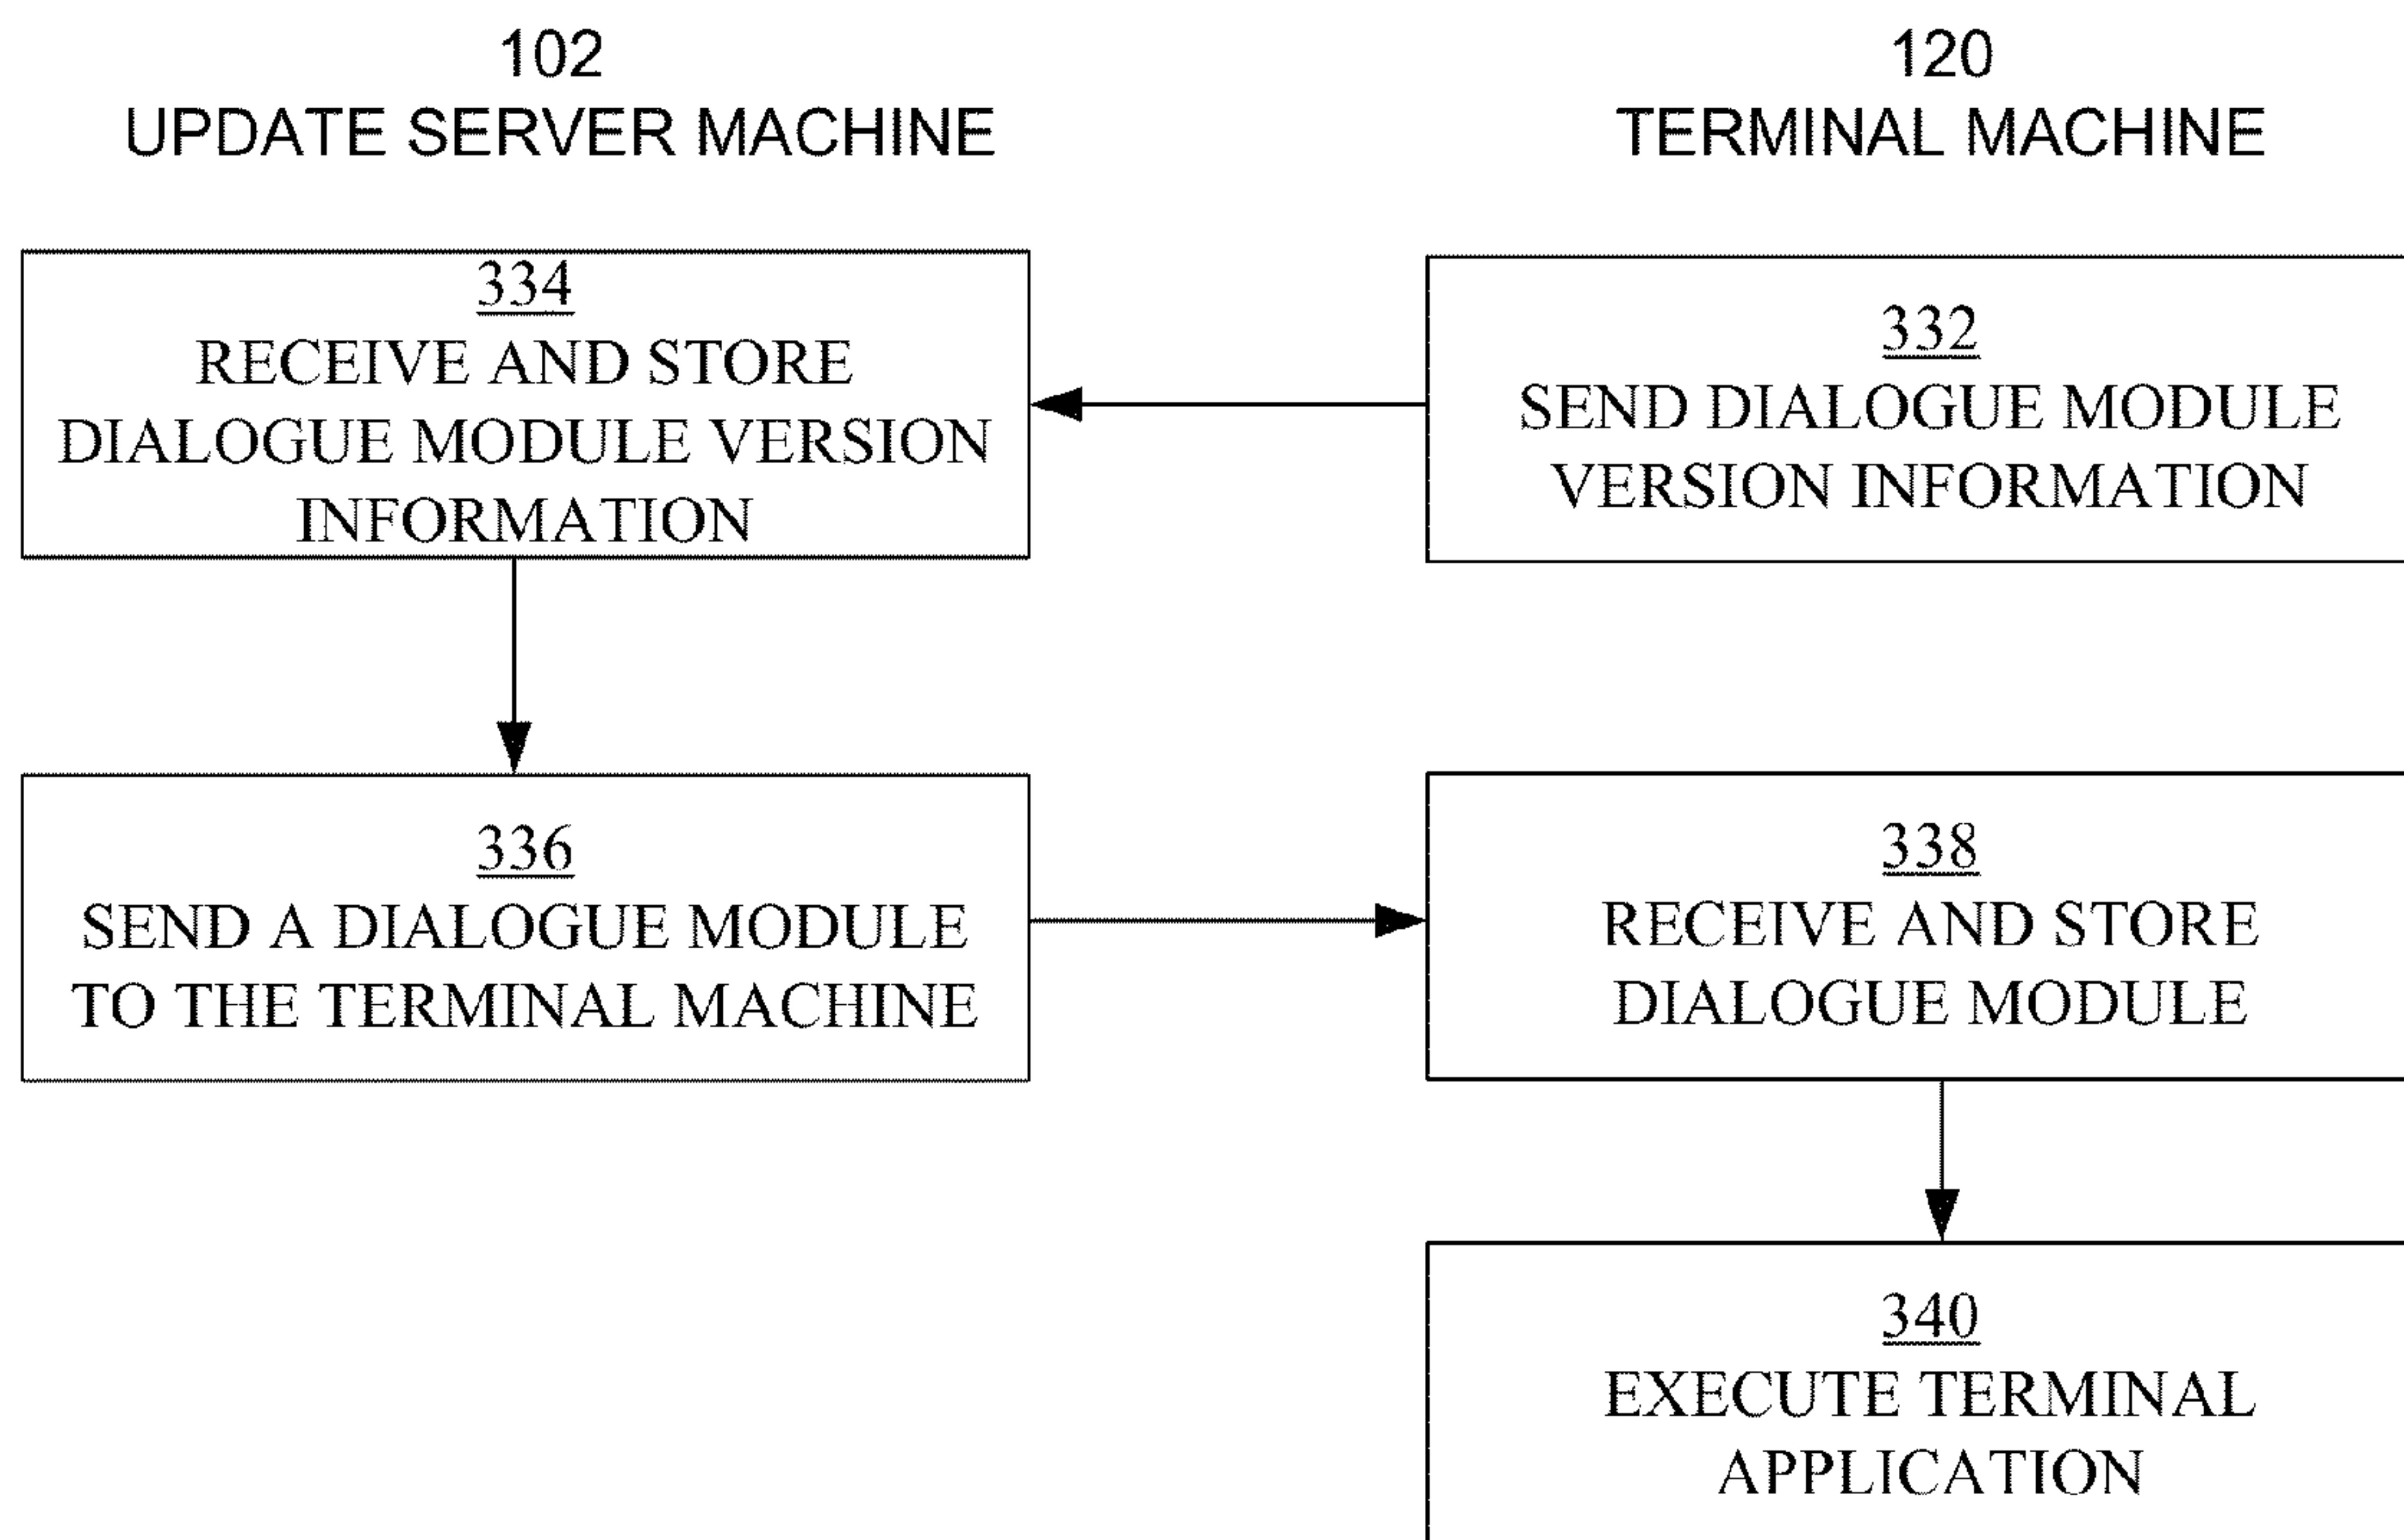 102
UPDATE SERVER MACHINE
120
TERMINAL MACHINE
334
RECEIVE AND STORE
DIALOGUE MODULE VERSION
INFORMATION
332
SEND DIALOGUE MODULE
VERSION INFORMATION
336
SEND A DIALOGUE MODULE
TO THE TERMINAL MACHINE
338
RECEIVE AND STORE
DIALOGUE MODULE
340
EXECUTE TERMINAL
APPLICATION